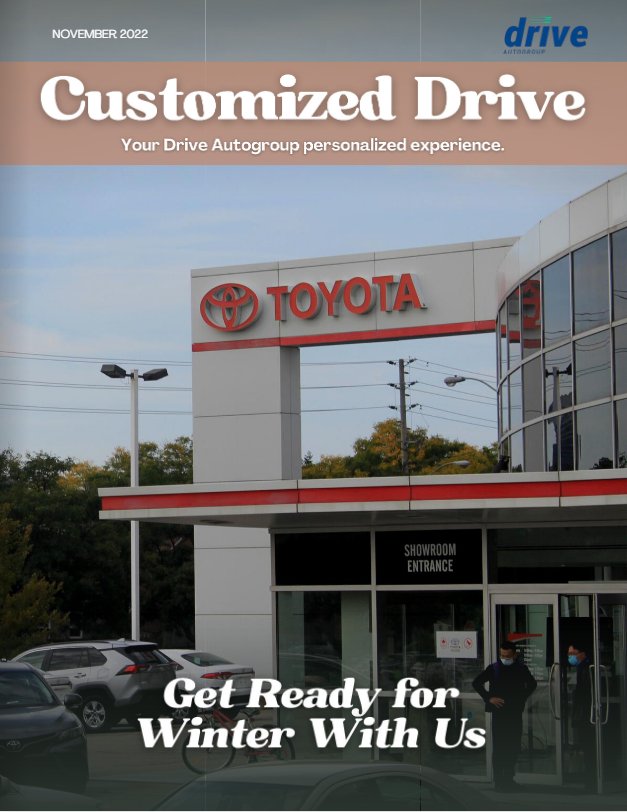 NOVEMBER 2022
drive
AUTOGROUP
Customized Drive
Your Drive Autogroup personalized experience.
TOYOTA
SHOWROOM
ENTRANCE
Get Ready for
Winter With Us